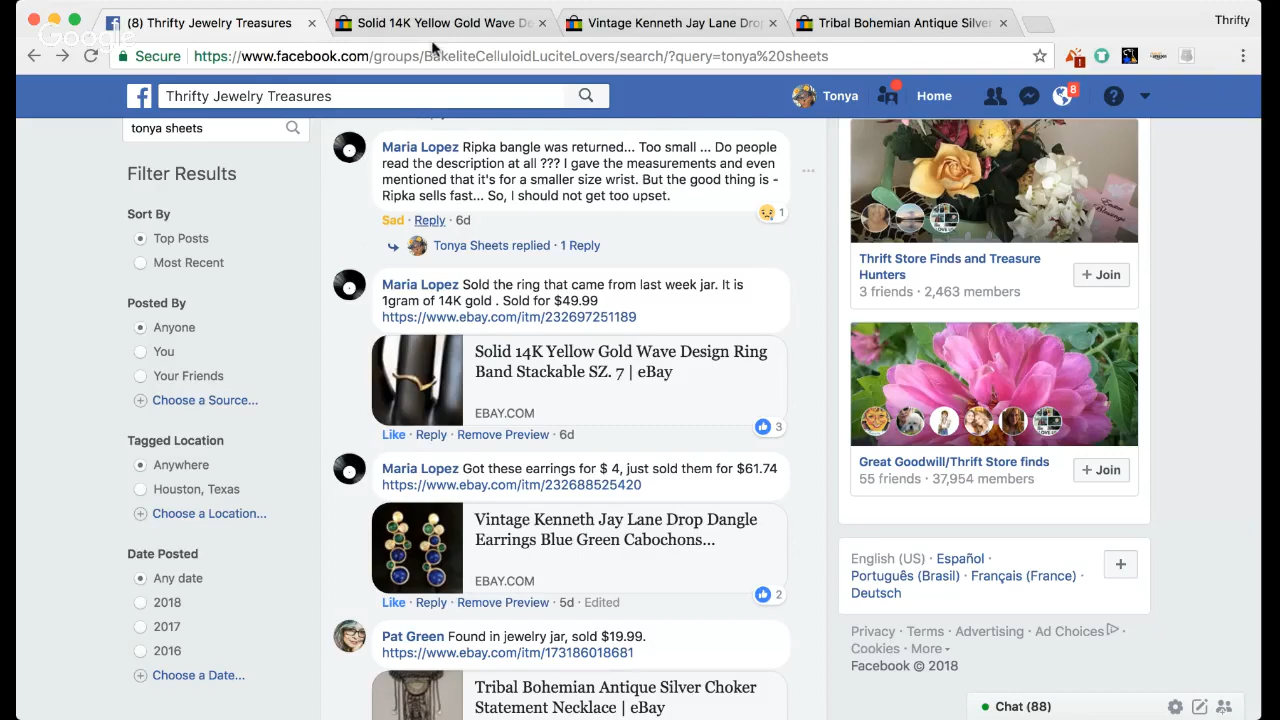 (8) Thrifty Jewelry Treasures
Solid 14K Yellow Gold Wave De
Vintage Kenneth Jay Lane Drop
Tribal Bohemian Antique Silver
Thrifty
Google
Secure
https://www.facebook.com/groups/BakeliteCelluloidLuciteLovers/search/?query=tonya%20sheets
Thrifty Jewelry Treasures
Tonya
Home
8
tonya sheets
Filter Results
Sort By
Top Posts
Most Recent
Posted By
Anyone
You
Your Friends
Choose a Source...
Tagged Location
Anywhere
Houston, Texas
Choose a Location...
Date Posted
Any date
2018
2017
2016
Choose a Date...
Maria Lopez Ripka bangle was returned... Too small ... Do people
read the description at all ??? I gave the measurements and even
mentioned that it's for a smaller size wrist. But the good thing is -
Ripka sells fast... So, I should not get too upset.
1
Sad · Reply · 6d
Tonya Sheets replied · 1 Reply
Maria Lopez Sold the ring that came from last week jar. It is
1gram of 14K gold . Sold for $49.99
https://www.ebay.com/itm/232697251189
Solid 14K Yellow Gold Wave Design Ring
Band Stackable SZ. 7 | eBay
EBAY.COM
3
Like · Reply · Remove Preview · 6d
Maria Lopez Got these earrings for $ 4, just sold them for $61.74
https://www.ebay.com/itm/232688525420
Vintage Kenneth Jay Lane Drop Dangle
Earrings Blue Green Cabochons...
EBAY.COM
2
Like · Reply · Remove Preview · 5d · Edited
Pat Green Found in jewelry jar, sold $19.99.
https://www.ebay.com/itm/173186018681
Tribal Bohemian Antique Silver Choker
Statement Necklace | eBay
Thrift Store Finds and Treasure
Hunters
3 friends · 2,463 members
+ Join
Great Goodwill/Thrift Store finds
55 friends · 37,954 members
+ Join
English (US) · Español ·
Português (Brasil) · Français (France) ·
Deutsch
Privacy · Terms · Advertising · Ad Choices ·
Cookies · More
Facebook © 2018
Chat (88)